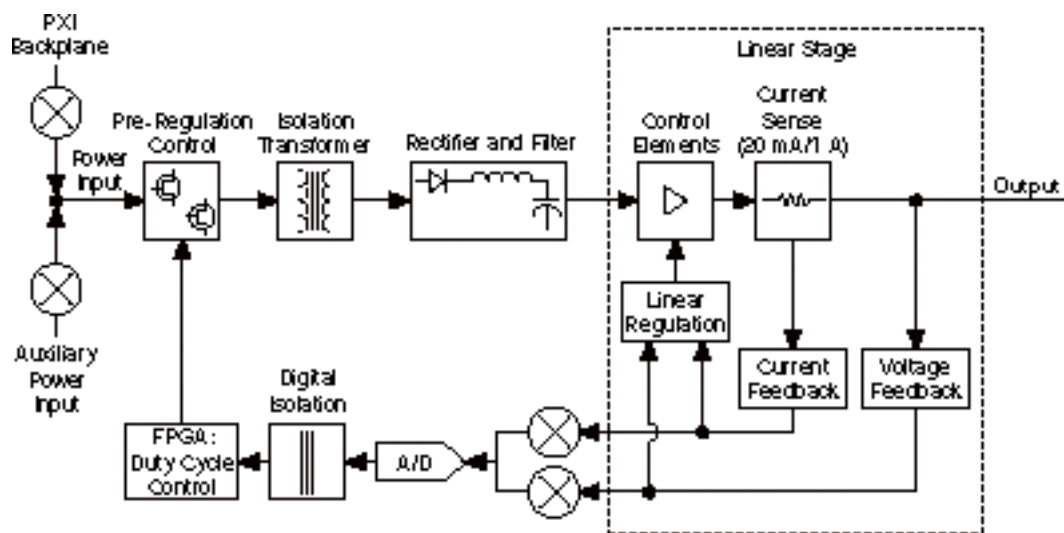 PXI
Backplane
Linear Stage
Current
Sense
(20 mA/1 A)
Pre-Regulation
Control
Isolation
Transformer
Rectifier and Filter
Control
Elements
Power
Input
Output
Linear
Regulation
Auxiliary
Power
Input
Digital
Isolation
Current
Feedback
Voltage
Feedback
FPGA:
Duty Cycle
Control
A/D